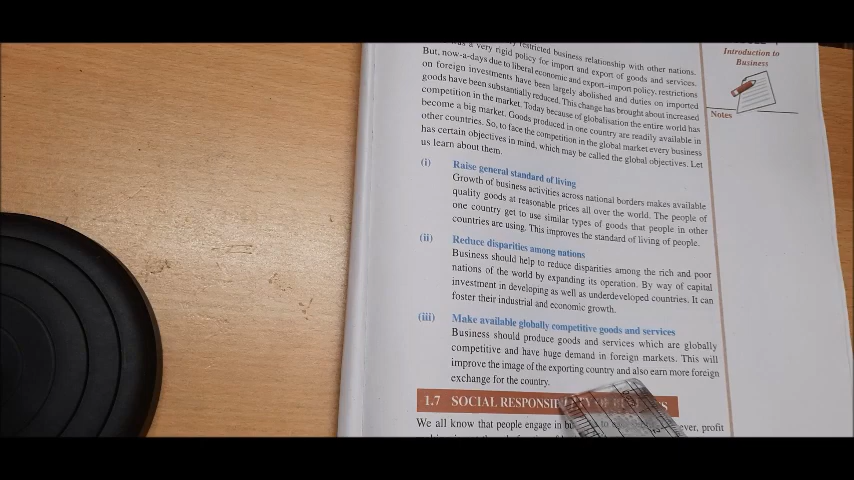 restricted business relationship with other nations.
a very rigid policy for import and export of goods and services.
But, now-a-days due to liberal economic and export–import policy, restrictions
on foreign investments have been largely abolished and duties on imported
goods have been substantially reduced. This change has brought about increased
competition in the market. Today because of globalisation the entire world has
become a big market. Goods produced in one country are readily available in
other countries. So, to face the competition in the global market every business
has certain objectives in mind, which may be called the global objectives. Let
us learn about them.
(i) Raise general standard of living
Growth of business activities across national borders makes available
quality goods at reasonable prices all over the world. The people of
one country get to use similar types of goods that people in other
countries are using. This improves the standard of living of people.
(ii) Reduce disparities among nations
Business should help to reduce disparities among the rich and poor
nations of the world by expanding its operation. By way of capital
investment in developing as well as underdeveloped countries. It can
foster their industrial and economic growth.
(iii) Make available globally competitive goods and services
Business should produce goods and services which are globally
competitive and have huge demand in foreign markets. This will
improve the image of the exporting country and also earn more foreign
exchange for the country.
1.7 SOCIAL
We all know that people engage in profit
Introduction to
Business
Notes